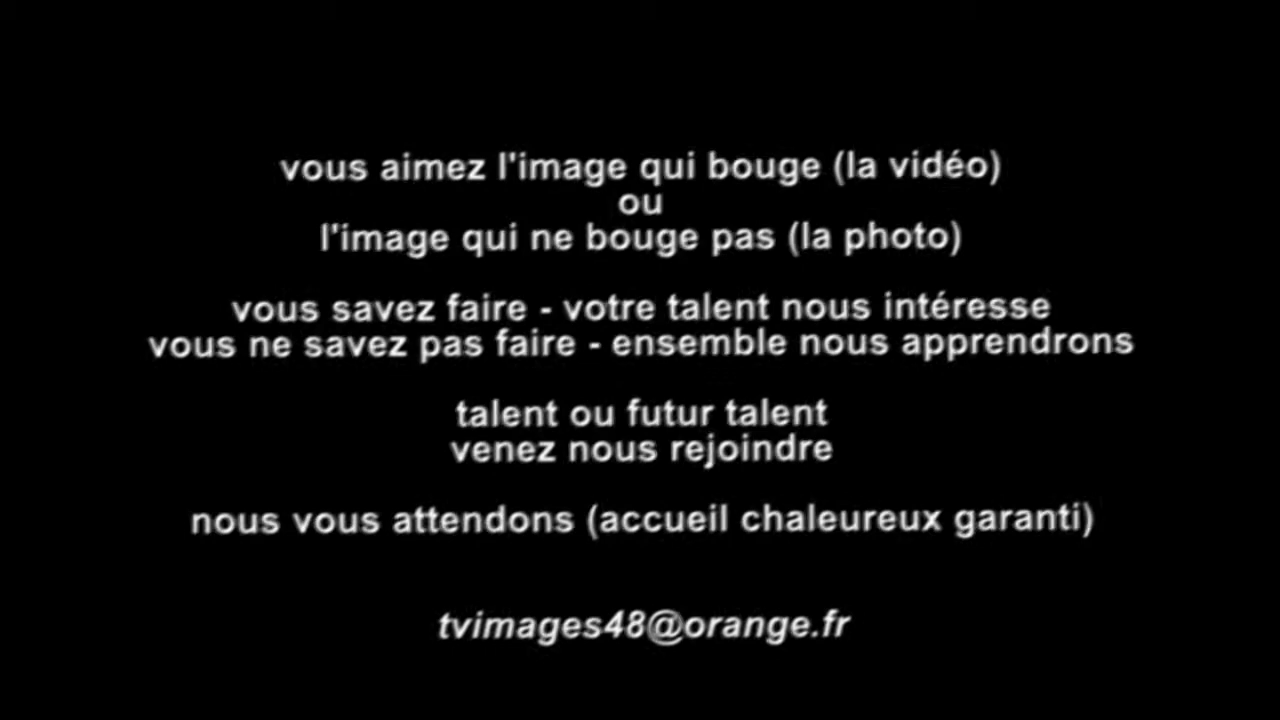 vous aimez l'image qui bouge (la vidéo)
ou
l'image qui ne bouge pas (la photo)
vous savez faire - votre talent nous intéresse
vous ne savez pas faire - ensemble nous apprendrons
talent ou futur talent
venez nous rejoindre
nous vous attendons (accueil chaleureux garanti)
tvimages48@orange.fr